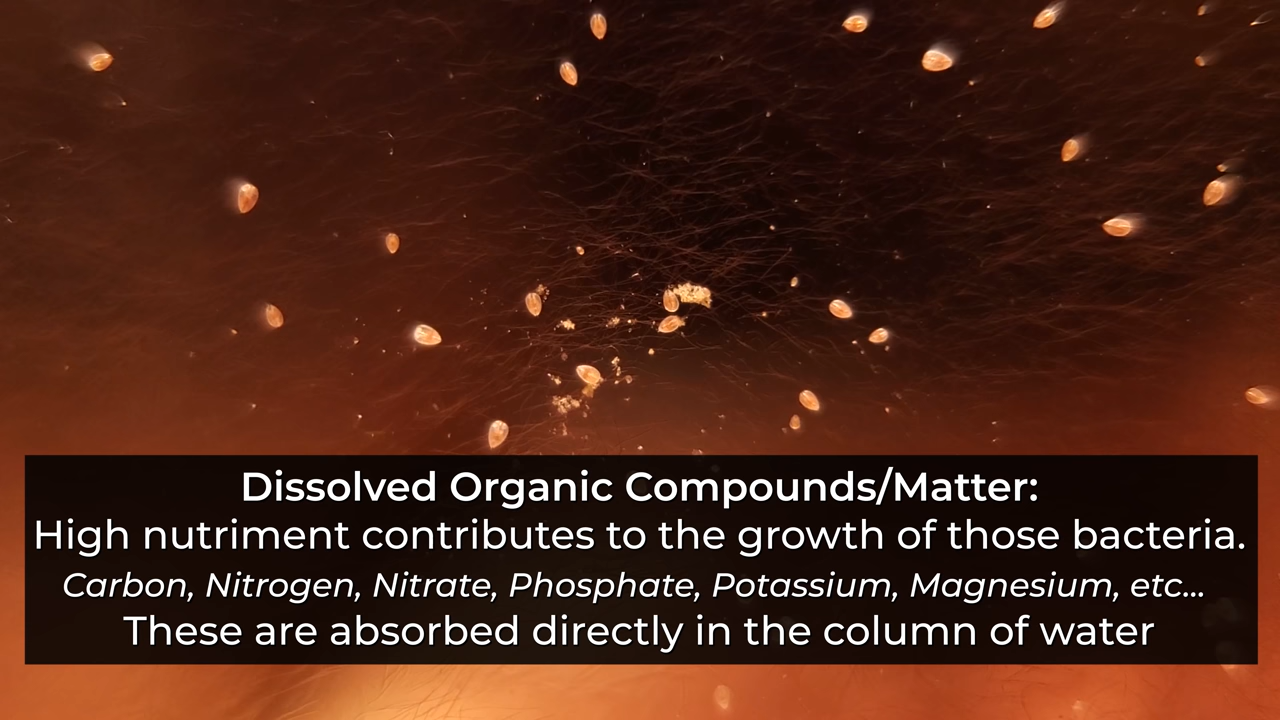 Dissolved Organic Compounds/Matter:
High nutriment contributes to the growth of those bacteria.
Carbon, Nitrogen, Nitrate, Phosphate, Potassium, Magnesium, etc...
These are absorbed directly in the column of water